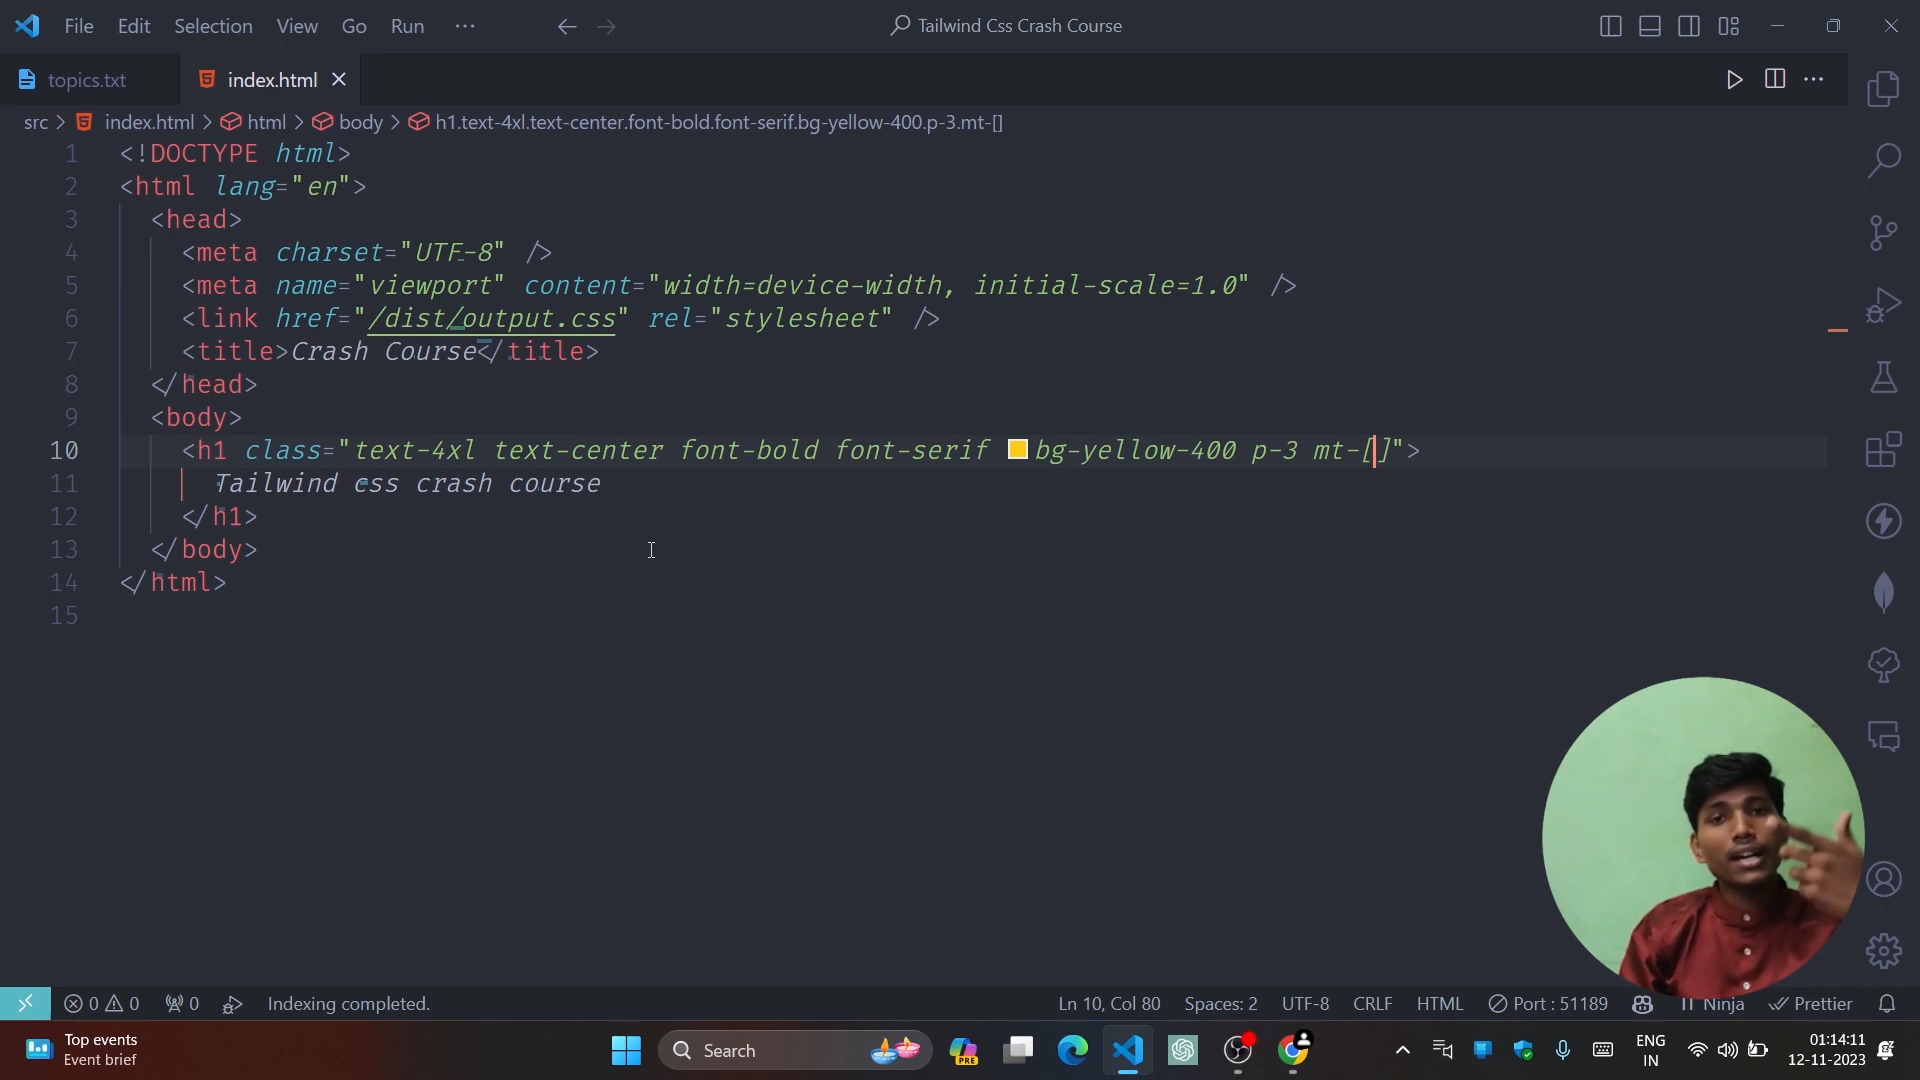 File Edit Selection View Go Run ···
Tailwind Css Crash Course
topics.txt
index.html
src > index.html > html > body > h1.text-4xl.text-center.font-bold.font-serif.bg-yellow-400.p-3.mt-[]
1 <!DOCTYPE html>
2 <html lang="en">
3 <head>
4 <meta charset="UTF-8" />
5 <meta name="viewport" content="width=device-width, initial-scale=1.0" />
6 <link href="/dist/output.css" rel="stylesheet" />
7 <title>Crash Course</title>
8 </head>
9 <body>
10 <h1 class="text-4xl text-center font-bold font-serif bg-yellow-400 p-3 mt-[]">
11 Tailwind css crash course
12 </h1>
13 </body>
14 </html>
15
0 0 0 Indexing completed. Ln 10, Col 80 Spaces: 2 UTF-8 CRLF HTML Port : 51189 Ninja Prettier
Top events
Event brief
Search
PRE
ENG
IN
01:14:11
12-11-2023